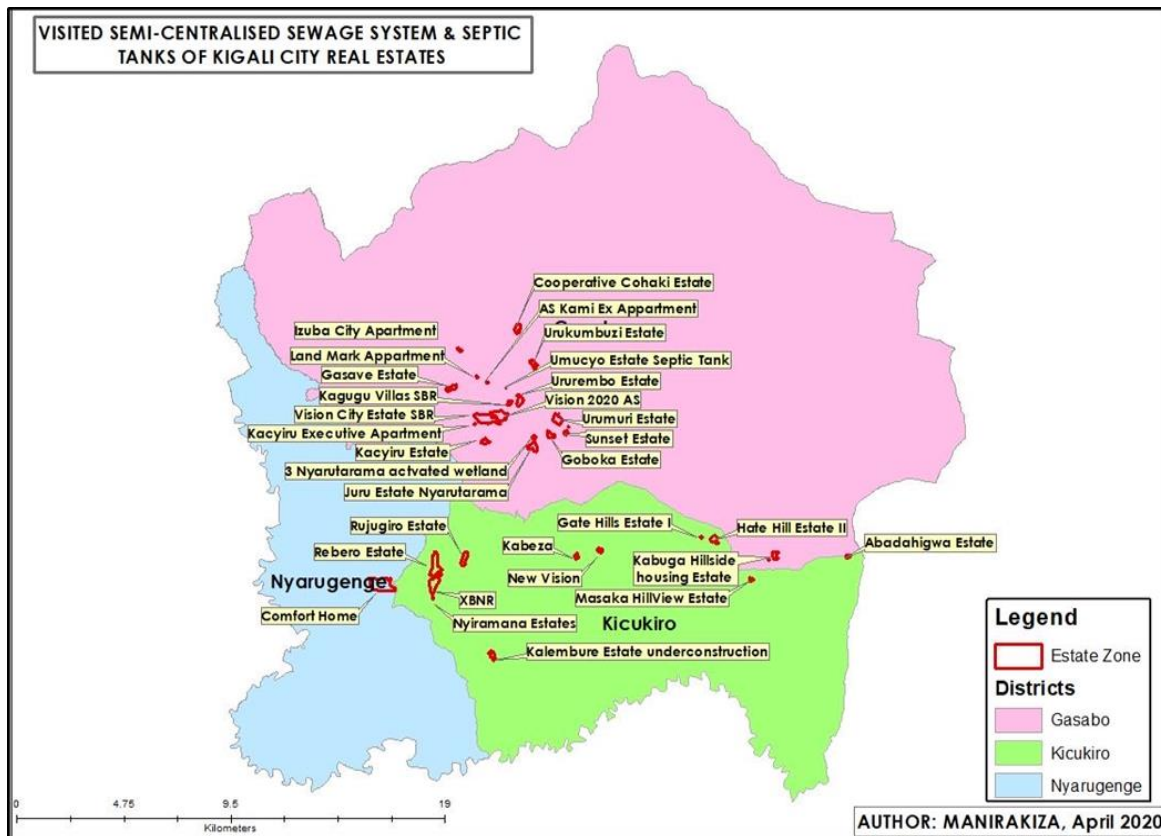 VISITED SEMI-CENTRALISED SEWAGE SYSTEM & SEPTIC
TANKS OF KIGALI CITY REAL ESTATES
Cooperative Cohaki Estate
AS Kami Ex Appartment
Izuba City Apartment
Urukumbuzi Estate
Land Mark Appartment
Umucyo Estate Septic Tank
Gasave Estate
Ururembo Estate
Kagugu Villas SBR
Vision 2020 AS
Vision City Estate SBR
Urumuri Estate
Kacyiru Executive Apartment
Sunset Estate
Kacyiru Estate
Goboka Estate
3 Nyarutarama actvated wetland
Juru Estate Nyarutarama
Gate Hills Estate I
Hate Hill Estate II
Rujugiro Estate
Rebero Estate
Kabeza
New Vision
Kabuga Hillside
housing Estate
Abadahigwa Estate
Masaka HillView Estate
Nyarugenge
Comfort Home
XBNR
Nyiramana Estates
Kicukiro
Kalembure Estate underconstruction
Legend
Estate Zone
Districts
Gasabo
Kicukiro
Nyarugenge
0 4.75 9.5 19
Kilometers
AUTHOR: MANIRAKIZA, April 2020